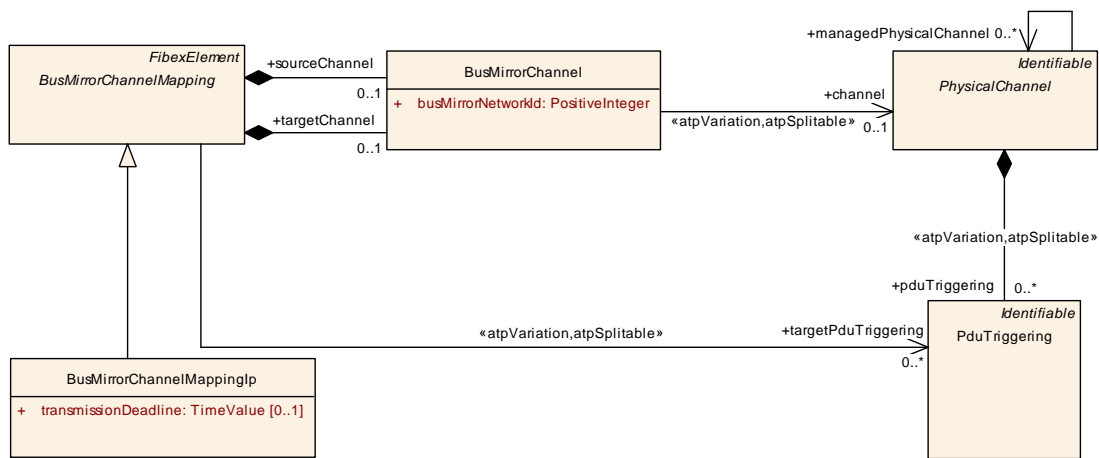 +managedPhysicalChannel 0..*
FibexElement
BusMirrorChannelMapping
+sourceChannel
0..1
+targetChannel
0..1
BusMirrorChannel
+ busMirrorNetworkId: PositiveInteger
+channel
«atpVariation,atpSplitable»
0..1
Identifiable
PhysicalChannel
«atpVariation,atpSplitable»
+pduTriggering 0..*
«atpVariation,atpSplitable»
+targetPduTriggering
0..*
Identifiable
PduTriggering
BusMirrorChannelMappingIp
+ transmissionDeadline: TimeValue [0..1]